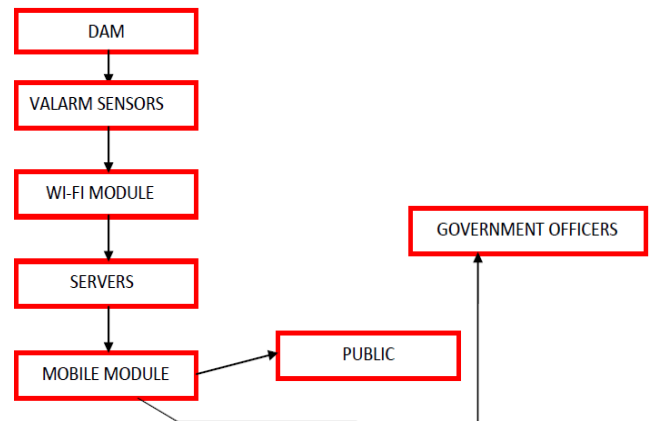 DAM
VALARM SENSORS
WI-FI MODULE
GOVERNMENT OFFICERS
SERVERS
PUBLIC
MOBILE MODULE